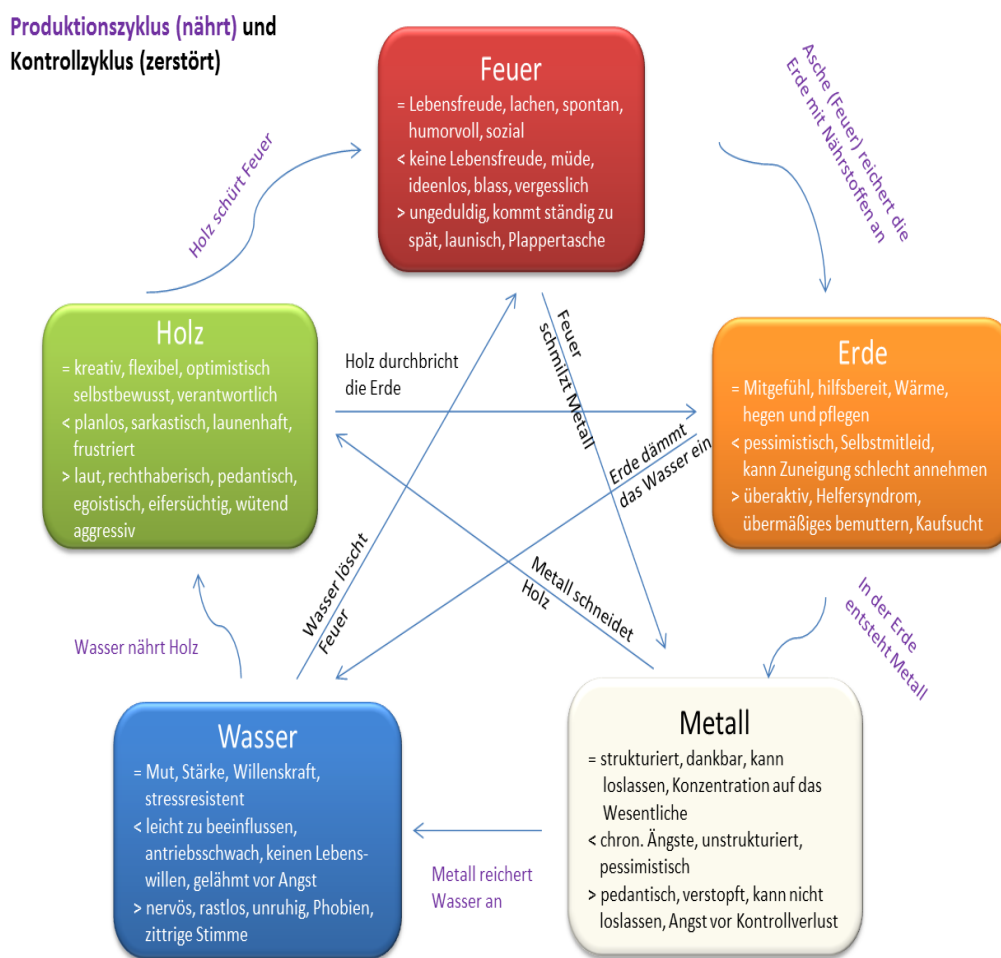 Produktionszyklus (nährt) und
Kontrollzyklus (zerstört)
Feuer
= Lebensfreude, lachen, spontan,
humorvoll, sozial
< keine Lebensfreude, müde,
ideenlos, blass, vergesslich
> ungeduldig, kommt ständig zu
spät, launisch, Plappertasche
Asche (Feuer) reichert die
Erde mit Nährstoffen an
Holz schürt Feuer
Holz
= kreativ, flexibel, optimistisch
selbstbewusst, verantwortlich
< planlos, sarkastisch, launenhaft,
frustriert
> laut, rechthaberisch, pedantisch,
egoistisch, eifersüchtig, wütend
aggressiv
Holz durchbricht
die Erde
Feuer
schmilzt Metall
Erde dämmt
das Wasser ein
Erde
= Mitgefühl, hilfsbereit, Wärme,
hegen und pflegen
< pessimistisch, Selbstmitleid,
kann Zuneigung schlecht annehmen
> überaktiv, Helfersyndrom,
übermäßiges bemuttern, Kaufsucht
Wasser löscht
Feuer
Metall schneidet
Holz
In der Erde
entsteht Metall
Wasser nährt Holz
Wasser
= Mut, Stärke, Willenskraft,
stressresistent
< leicht zu beeinflussen,
antriebsschwach, keinen Lebens-
willen, gelähmt vor Angst
> nervös, rastlos, unruhig, Phobien,
zittrige Stimme
Metall reichert
Wasser an
Metall
= strukturiert, dankbar, kann
loslassen, Konzentration auf das
Wesentliche
< chron. Ängste, unstrukturiert,
pessimistisch
> pedantisch, verstopft, kann nicht
loslassen, Angst vor Kontrollverlust